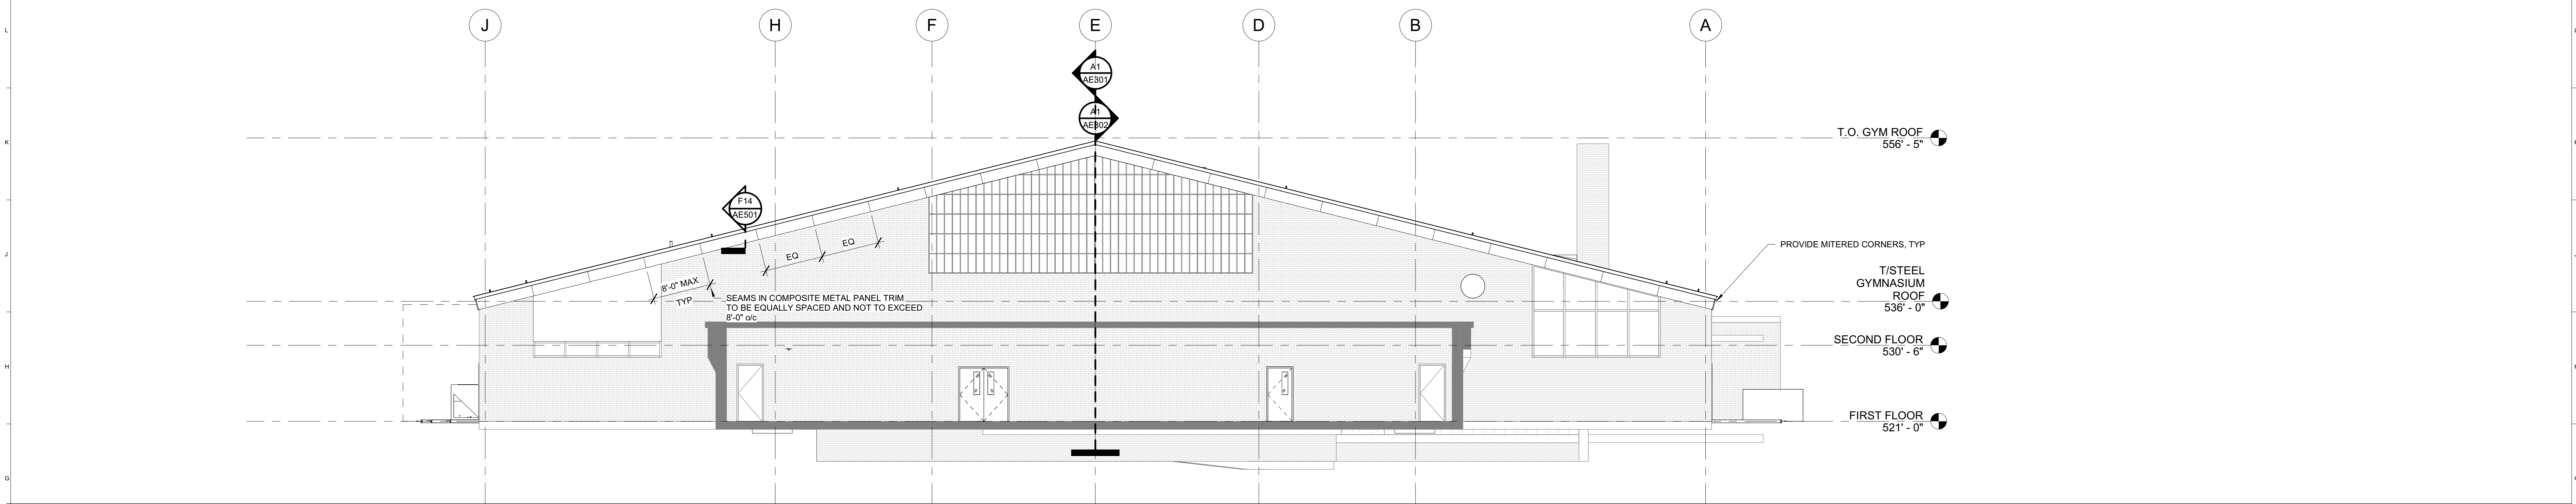 J
H
F
E
D
B
A
L
A1
AE301
A1
AE302
K
T.O. GYM ROOF
556' - 5"
F14
AE501
EQ
EQ
J
PROVIDE MITERED CORNERS, TYP
8'-0" MAX
TYP
SEAMS IN COMPOSITE METAL PANEL TRIM
TO BE EQUALLY SPACED AND NOT TO EXCEED
8'-0" o/c
T/STEEL
GYMNASIUM
ROOF
536' - 0"
SECOND FLOOR
530' - 6"
H
FIRST FLOOR
521' - 0"
G